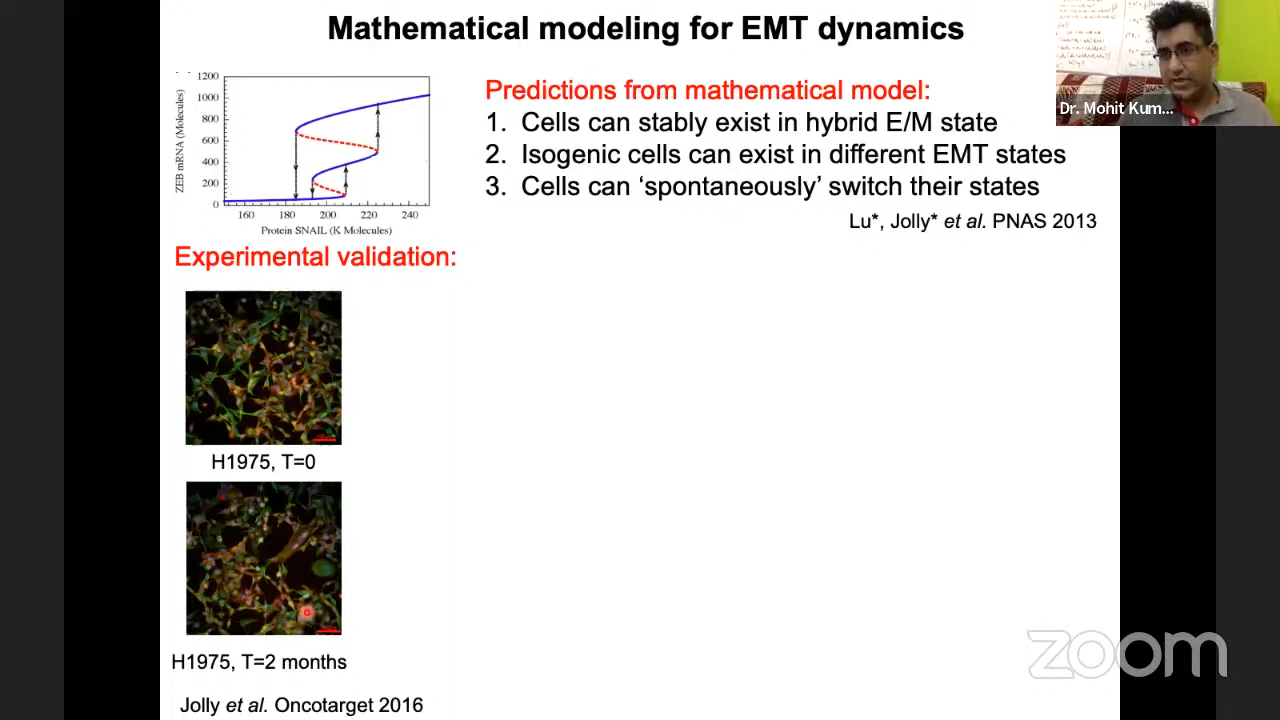 Mathematical modeling for EMT dynamics
Dr. Mohit Kum...
1200
1000
800
600
400
200
0
ZEB mRNA (Molecules)
160 180 200 220 240
Protein SNAIL (K Molecules)
Predictions from mathematical model:
1. Cells can stably exist in hybrid E/M state
2. Isogenic cells can exist in different EMT states
3. Cells can ‘spontaneously’ switch their states
Lu*, Jolly* et al. PNAS 2013
Experimental validation:
H1975, T=0
H1975, T=2 months
Jolly et al. Oncotarget 2016
zoom